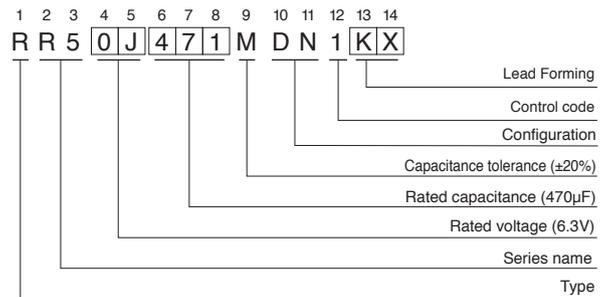 1 2 3 4 5 6 7 8 9 10 11 12 13 14
R R 5 0 J 4 7 1 M D N 1 K X
Lead Forming
Control code
Configuration
Capacitance tolerance (±20%)
Rated capacitance (470µF)
Rated voltage (6.3V)
Series name
Type